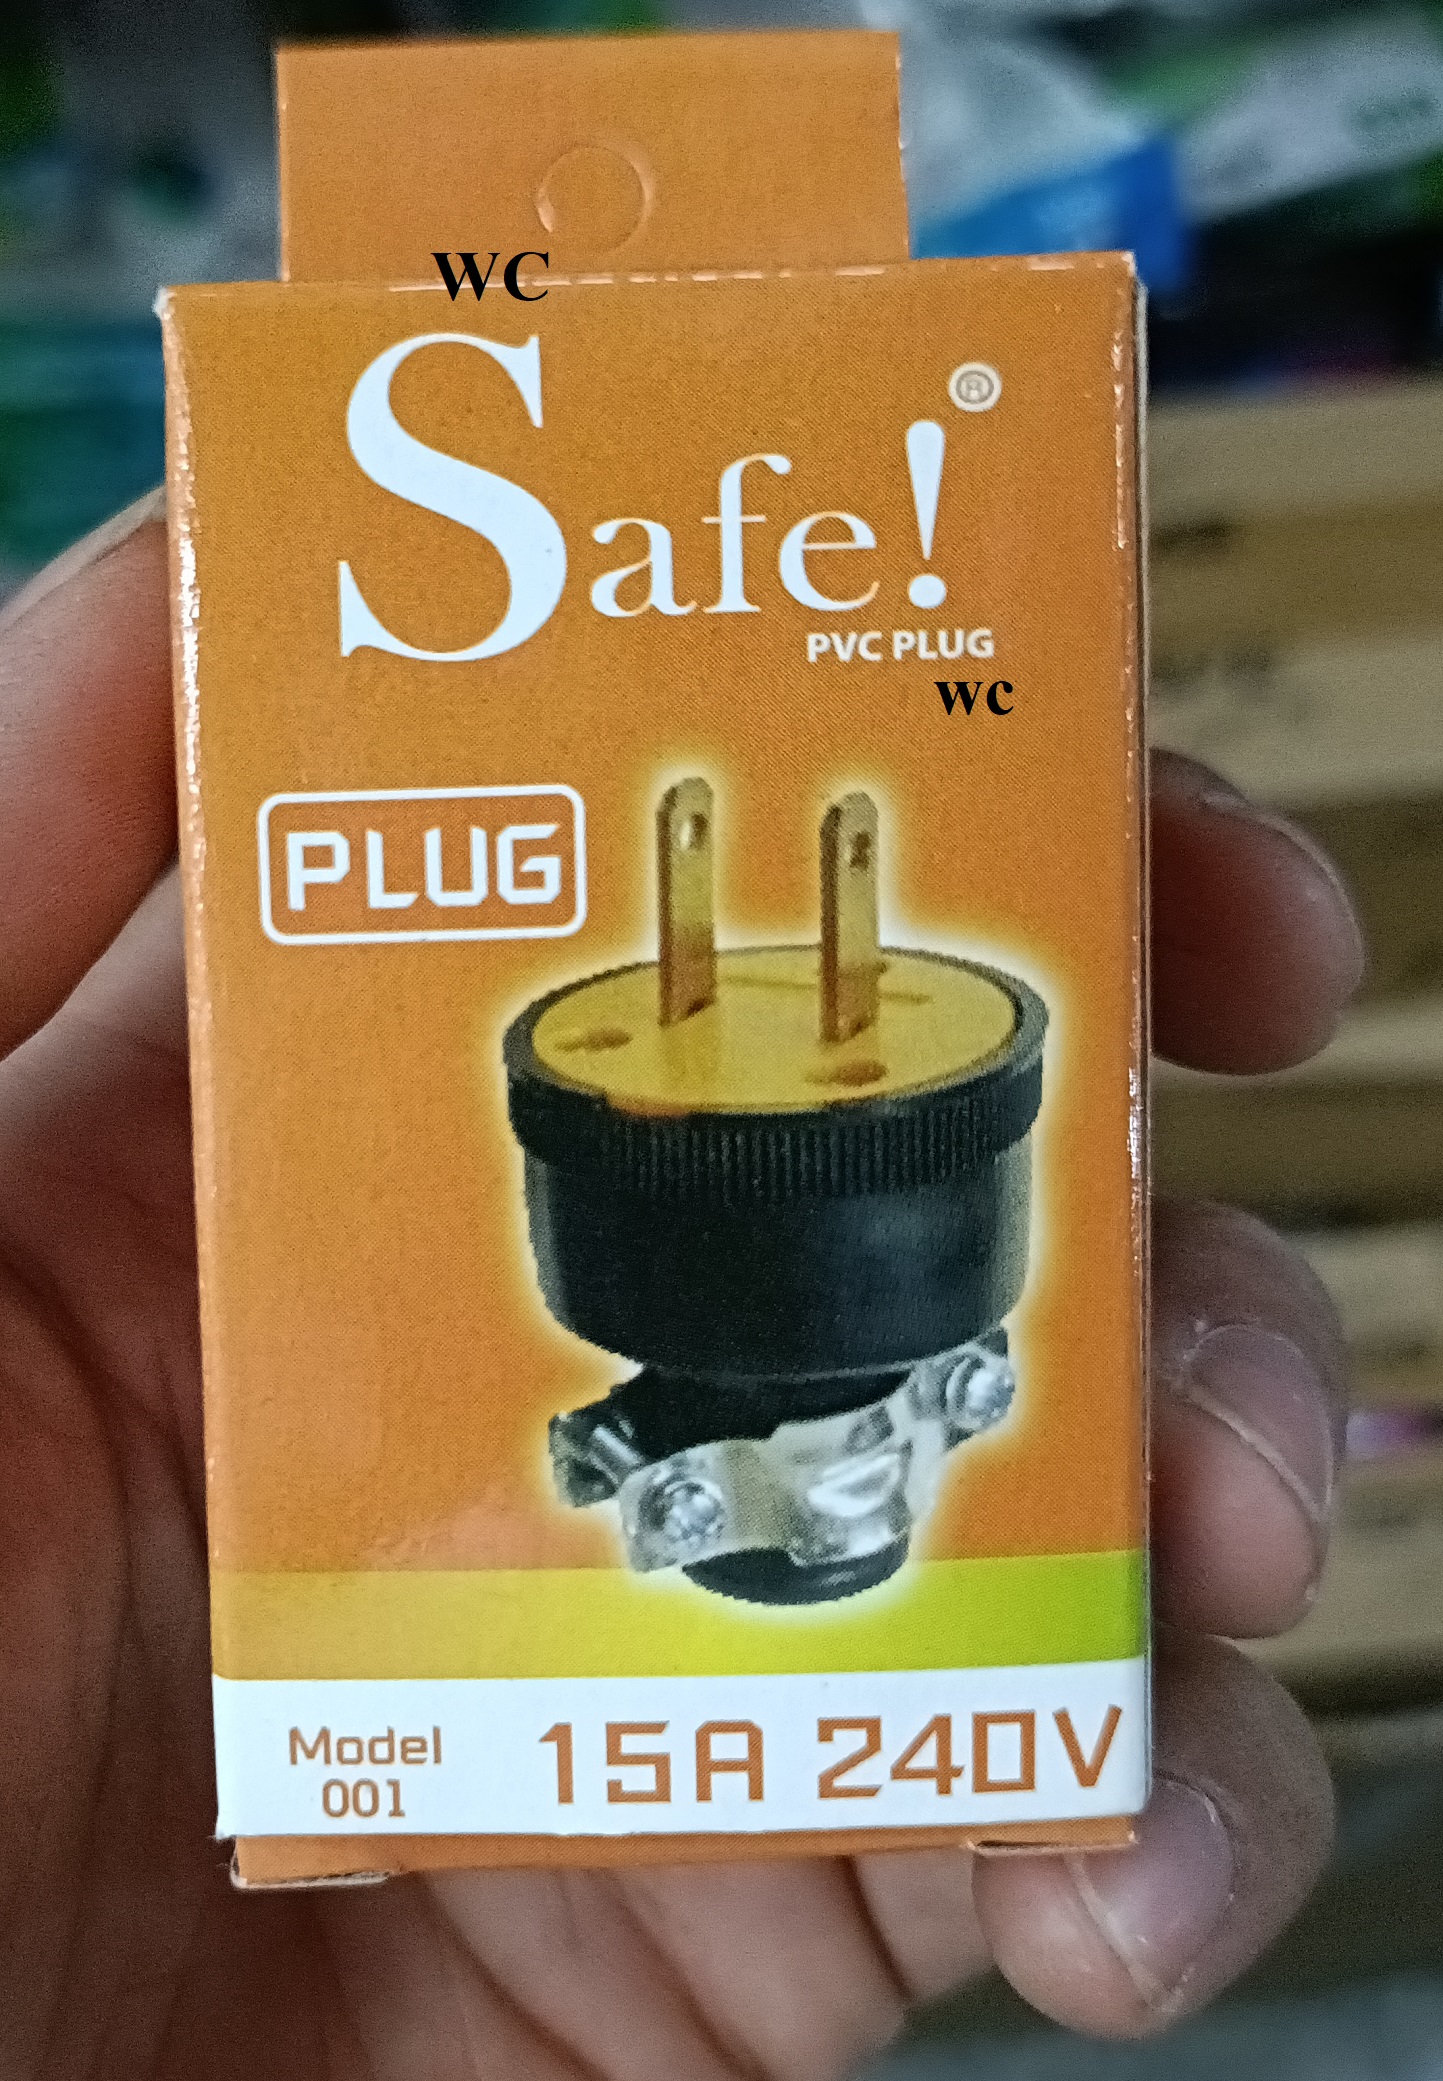 WC
Safe!®
PVC PLUG
wc
PLUG
Model
001
15A 240V